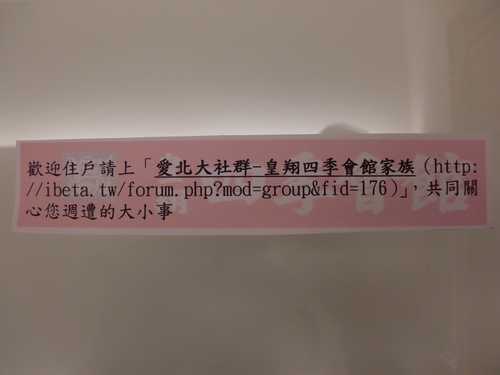 歡迎住戶請上「愛北大社群-皇翔四季會館家族（http:
//ibeta.tw/forum.php?mod=group&fid=176)」，共同關
心您週遭的大小事